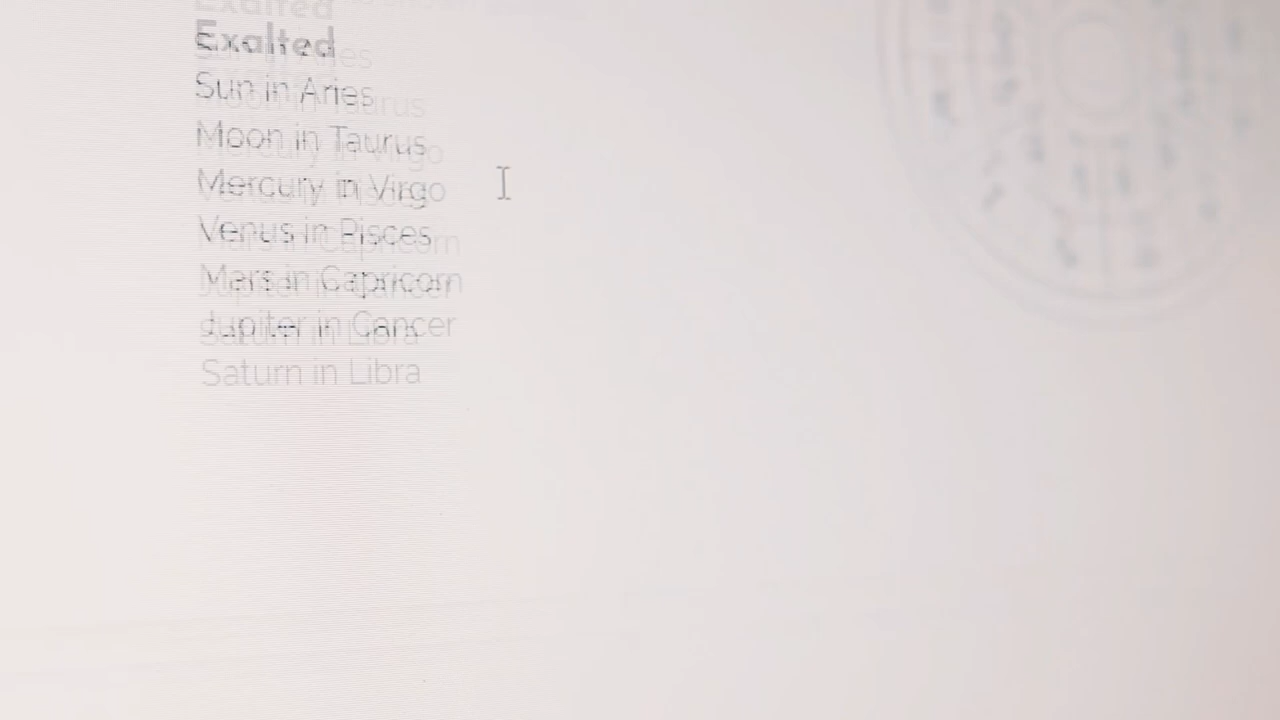 Exalted
Sun in Aries
Moon in Taurus
Mercury in Virgo
Venus in Pisces
Mars in Capricorn
Jupiter in Cancer
Saturn in Libra